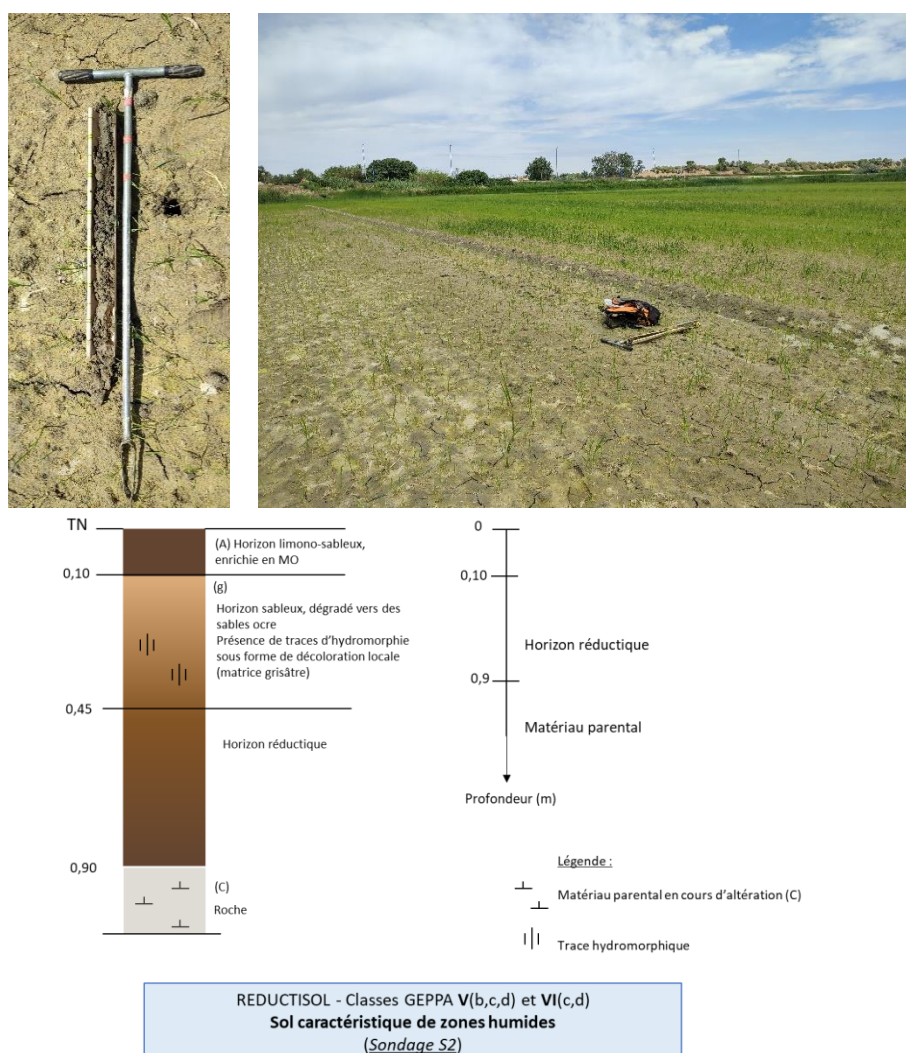 TN
(A) Horizon limono-sableux,
enrichie en MO
0,10
(g)
Horizon sableux, dégradé vers des
sables ocre
Présence de traces d’hydromorphie
sous forme de décoloration locale
(matrice grisâtre)
0,45
Horizon réductique
0,90
(C)
Roche
0
0,10
Horizon réductique
0,9
Matériau parental
Profondeur (m)
Légende :
Matériau parental en cours d’altération (C)
Trace hydromorphique
REDUCTISOL - Classes GEPPA V(b,c,d) et VI(c,d)
Sol caractéristique de zones humides
(Sondage S2)